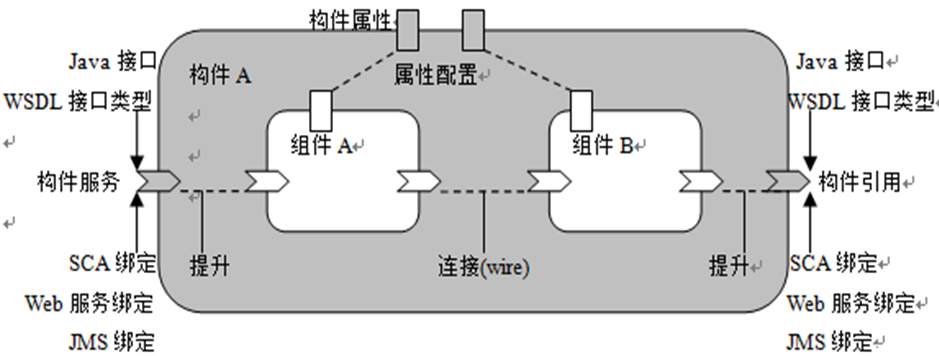 构件属性
Java 接口
构件 A
属性配置
Java 接口
WSDL 接口类型
WSDL 接口类型
组件 A
组件 B
构件服务
构件引用
SCA 绑定
提升
连接(wire)
提升
SCA 绑定
Web 服务绑定
Web 服务绑定
JMS 绑定
JMS 绑定